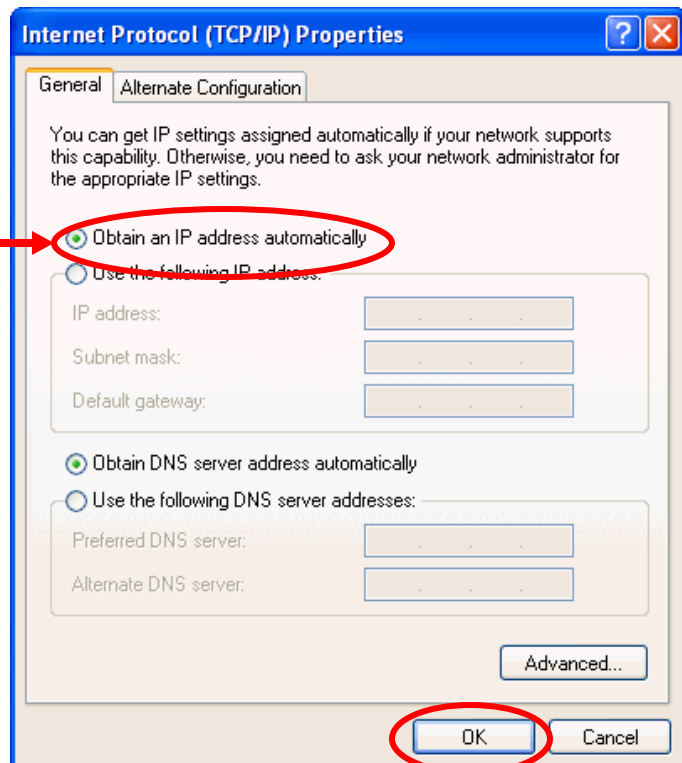 Internet Protocol (TCP/IP) Properties
General
Alternate Configuration
You can get IP settings assigned automatically if your network supports
this capability. Otherwise, you need to ask your network administrator for
the appropriate IP settings.
Obtain an IP address automatically
Use the following IP address:
IP address:
Subnet mask:
Default gateway:
Obtain DNS server address automatically
Use the following DNS server addresses:
Preferred DNS server:
Alternate DNS server:
Advanced...
OK
Cancel